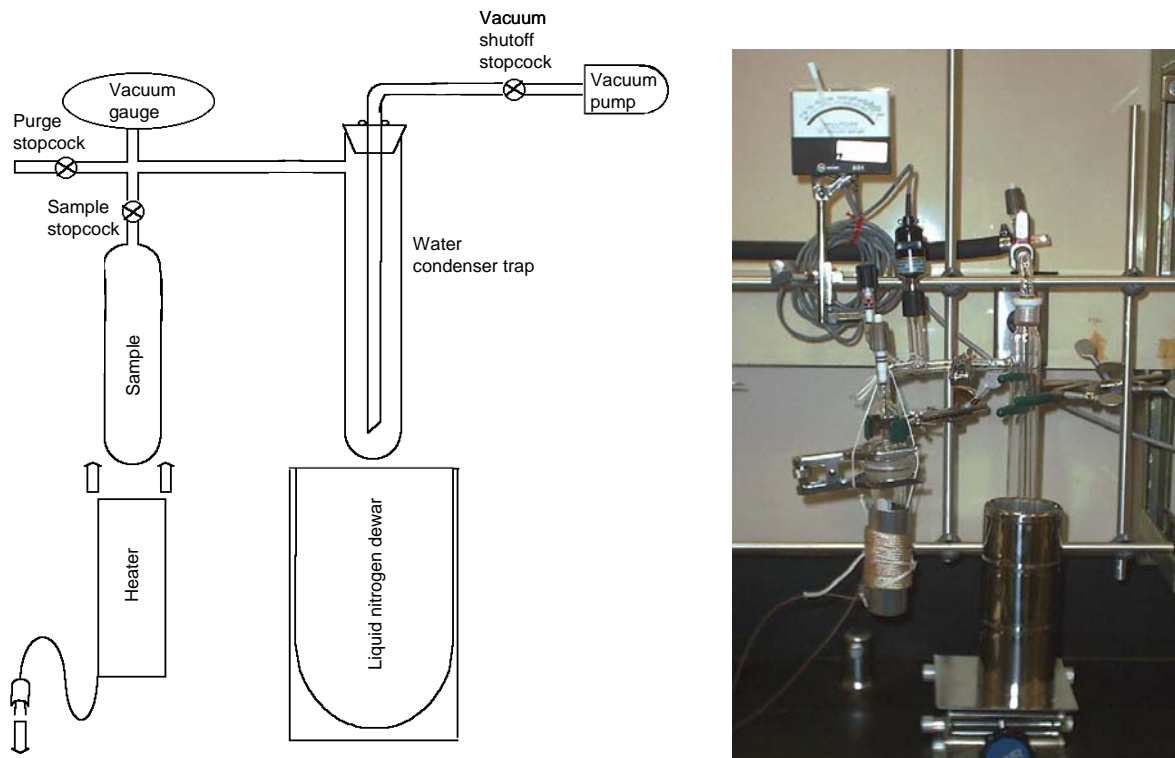 Vacuum
shutoff
stopcock
Vacuum
pump
Vacuum
gauge
Purge
stopcock
Sample
stopcock
Water
condenser trap
Sample
Heater
Liquid nitrogen dewar
601